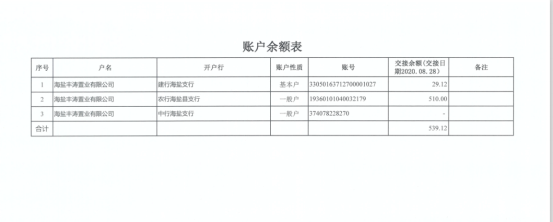 账户余额表
序号 户名 开户行 账户性质 账号 交接余额(交接日期2020.08.28) 备注
1 海盐丰涛置业有限公司 建行海盐支行 基本户 33050163712700001027 29.12
2 海盐丰涛置业有限公司 农行海盐县支行 一般户 19360101040032179 510.00
3 海盐丰涛置业有限公司 中行海盐支行 一般户 374078228270 -
合计 539.12